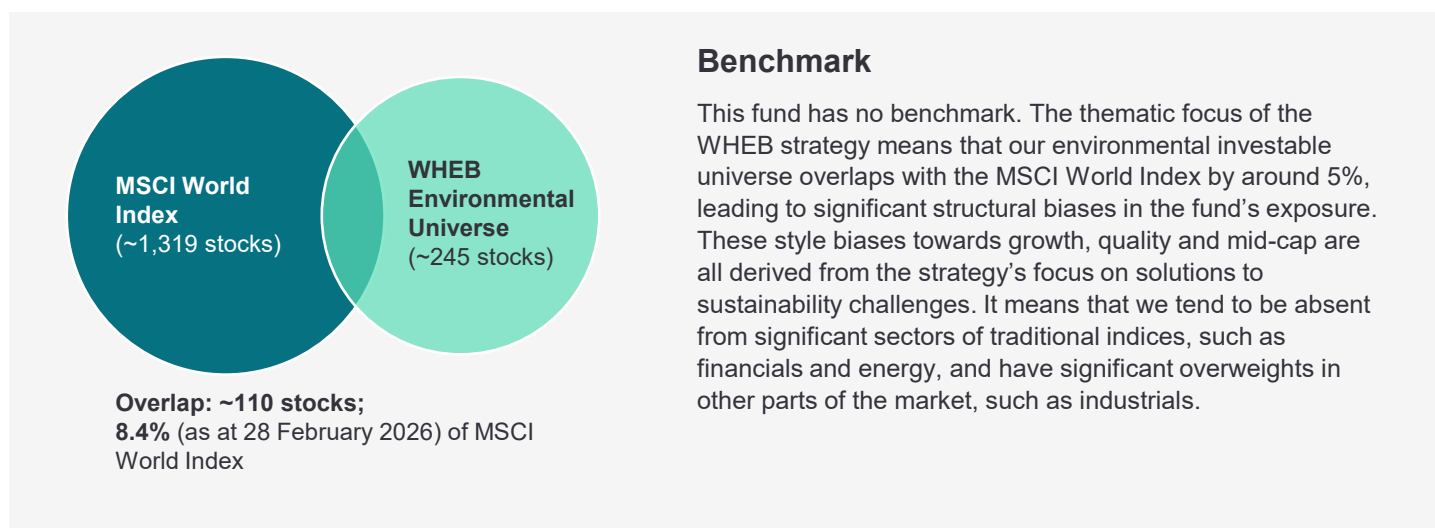 MSCI World
Index
(~1,319 stocks)
WHEB
Environmental
Universe
(~245 stocks)
Overlap: ~110 stocks;
8.4% (as at 28 February 2026) of MSCI
World Index
Benchmark
This fund has no benchmark. The thematic focus of the
WHEB strategy means that our environmental investable
universe overlaps with the MSCI World Index by around 5%,
leading to significant structural biases in the fund’s exposure.
These style biases towards growth, quality and mid-cap are
all derived from the strategy’s focus on solutions to
sustainability challenges. It means that we tend to be absent
from significant sectors of traditional indices, such as
financials and energy, and have significant overweights in
other parts of the market, such as industrials.